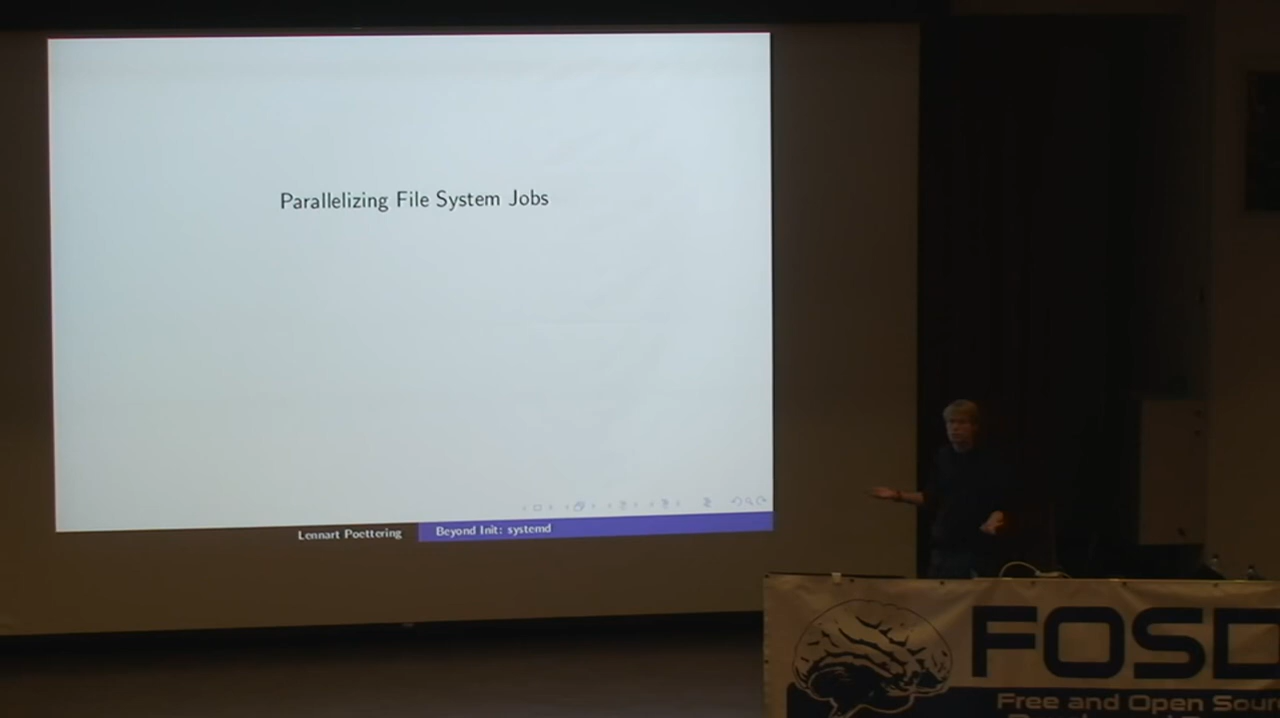 Parallelizing File System Jobs
Lennart Poettering
Beyond Init: systemd
FOSD
Free and Open Sour